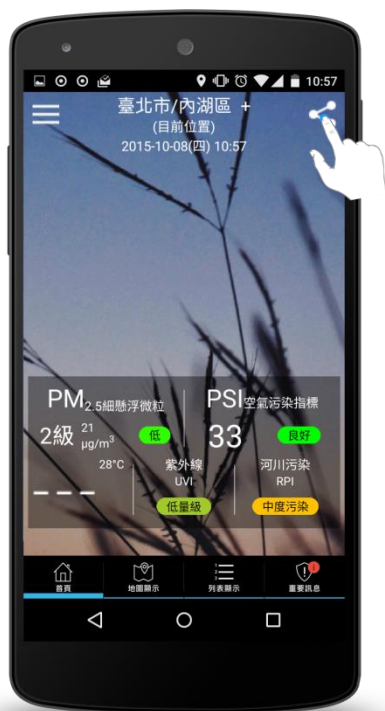 10:57
臺北市/內湖區 +
(目前位置)
2015-10-08(四) 10:57
PM2.5細懸浮微粒
PSI空氣污染指標
2級 21 μg/m³ 低
33 良好
28°C
紫外線
UVI
低量級
河川污染
RPI
中度污染
---
首頁
地圖顯示
列表顯示
重要訊息